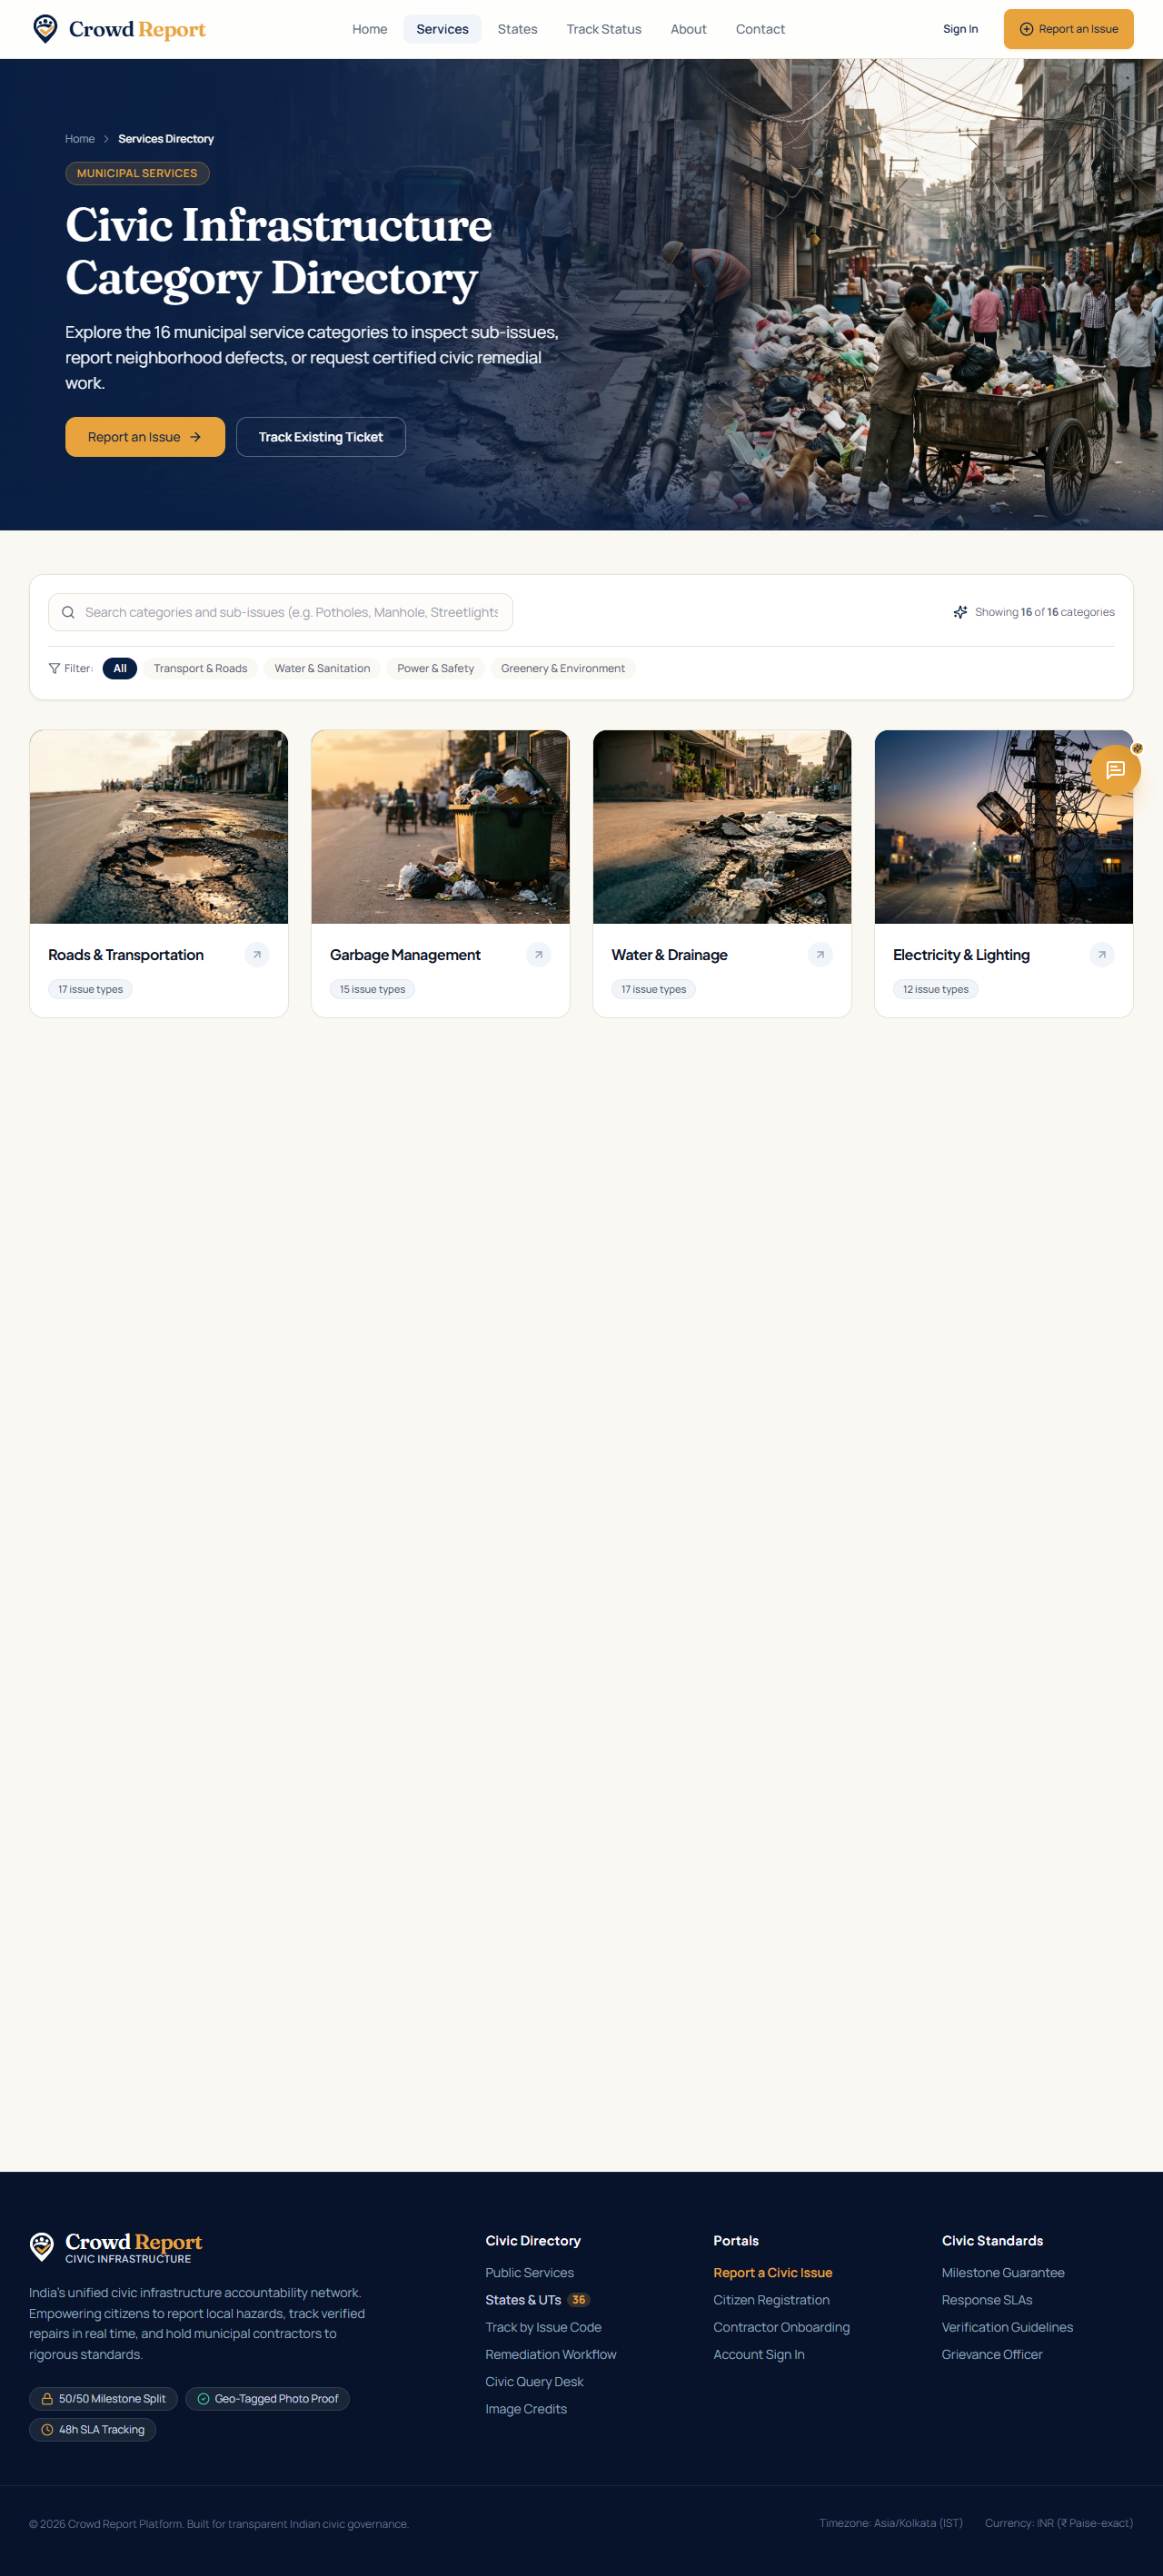 Crowd Report
Home
Services
States
Track Status
About
Contact
Sign In
Report an Issue
Home
Services Directory
MUNICIPAL SERVICES
Civic Infrastructure
Category Directory
Explore the 16 municipal service categories to inspect sub-issues,
report neighborhood defects, or request certified civic remedial
work.
Report an Issue
Track Existing Ticket
Search categories and sub-issues (e.g. Potholes, Manhole, Streetlights
Showing 16 of 16 categories
Filter:
All
Transport & Roads
Water & Sanitation
Power & Safety
Greenery & Environment
Roads & Transportation
17 issue types
Garbage Management
15 issue types
Water & Drainage
17 issue types
Electricity & Lighting
12 issue types
Crowd Report
CIVIC INFRASTRUCTURE
India's unified civic infrastructure accountability network.
Empowering citizens to report local hazards, track verified
repairs in real time, and hold municipal contractors to
rigorous standards.
50/50 Milestone Split
Geo-Tagged Photo Proof
48h SLA Tracking
Civic Directory
Public Services
States & UTs 36
Track by Issue Code
Remediation Workflow
Civic Query Desk
Image Credits
Portals
Report a Civic Issue
Citizen Registration
Contractor Onboarding
Account Sign In
Civic Standards
Milestone Guarantee
Response SLAs
Verification Guidelines
Grievance Officer
© 2026 Crowd Report Platform. Built for transparent Indian civic governance.
Timezone: Asia/Kolkata (IST)
Currency: INR (₹ Paise-exact)